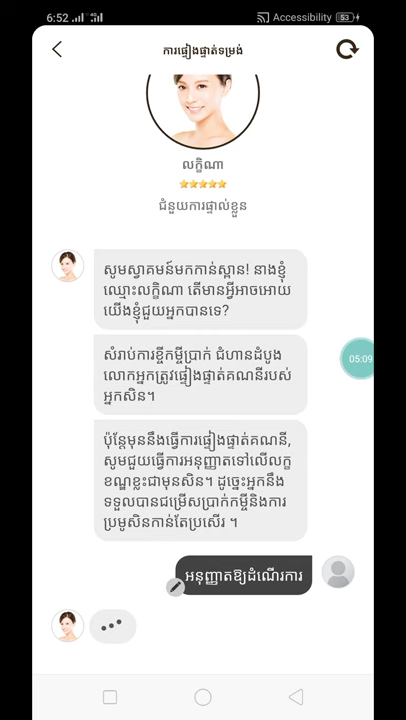 6:52
4G
Accessibility 53
ការផ្ទៀងផ្ទាត់ទម្រង់
លក្ខិណា
ជំនួយការផ្ទាល់ខ្លួន
សូមស្វាគមន៍មកកាន់ស្ពាន! នាងខ្ញុំ
ឈ្មោះលក្ខិណា តើមានអ្វីអាចអោយ
យើងខ្ញុំជួយអ្នកបានទេ?
05:09
សំរាប់ការខ្ចីកម្ចីប្រាក់ ជំហានដំបូង
លោកអ្នកត្រូវផ្ទៀងផ្ទាត់គណនីរបស់
អ្នកសិន។
ប៉ុន្តែមុននឹងធ្វើការផ្ទៀងផ្ទាត់គណនី,
សូមជួយធ្វើការអនុញ្ញាតទៅលើលក្ខ
ខណ្ឌខ្លះជាមុនសិន។ ដូច្នេះអ្នកនឹង
ទទួលបានជម្រើសប្រាក់កម្ចីនិងការ
ប្រមូសិនកាន់តែប្រសើរ ។
អនុញ្ញាតឱ្យដំណើរការ